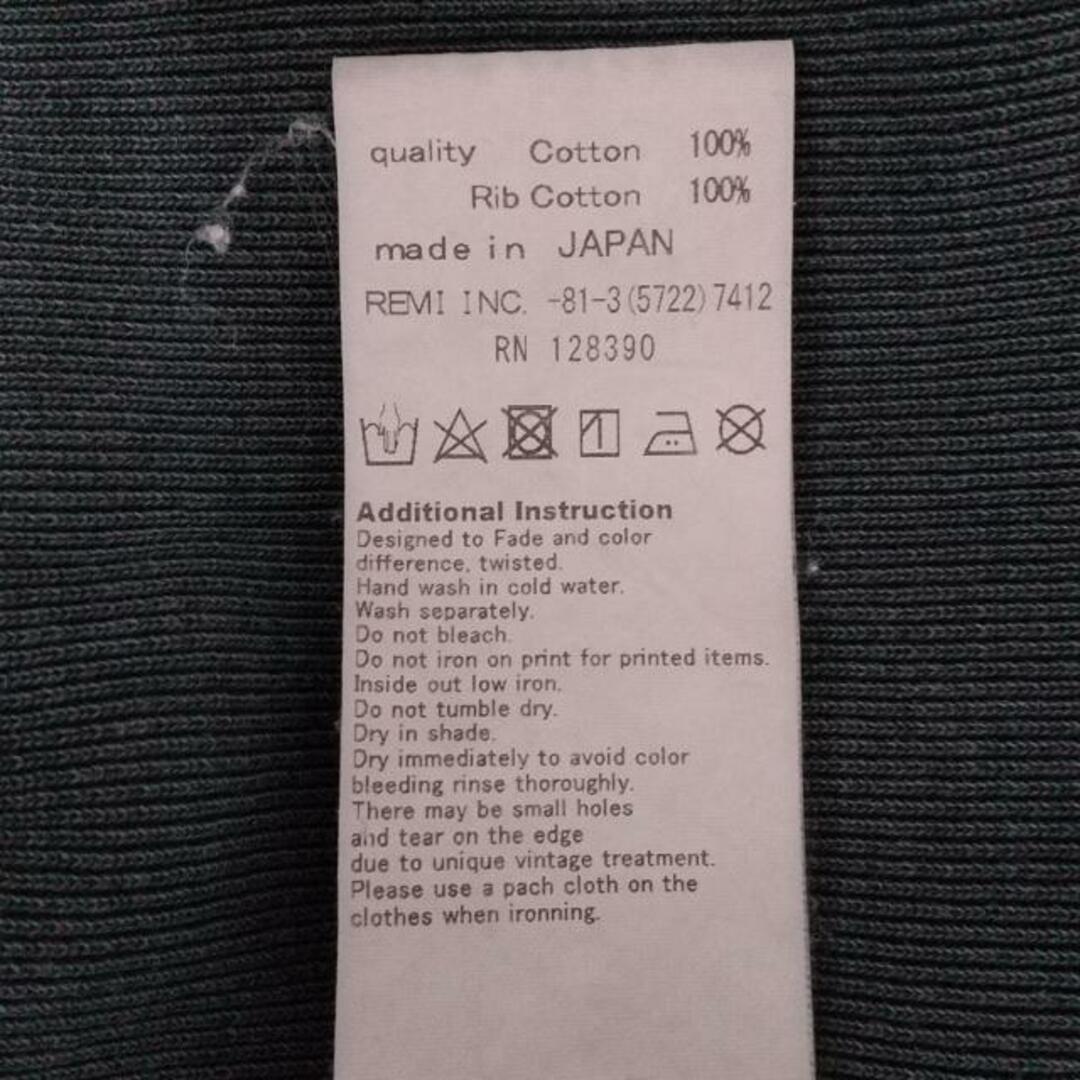 quality Cotton 100%
Rib Cotton 100%
made in JAPAN
REMI INC. -81-3(5722)7412
RN 128390
Additional Instruction
Designed to Fade and color
difference, twisted.
Hand wash in cold water.
Wash separately.
Do not bleach.
Do not iron on print for printed items.
Inside out low iron.
Do not tumble dry.
Dry in shade.
Dry immediately to avoid color
bleeding rinse thoroughly.
There may be small holes
and tear on the edge
due to unique vintage treatment.
Please use a pach cloth on the
clothes when ironning.